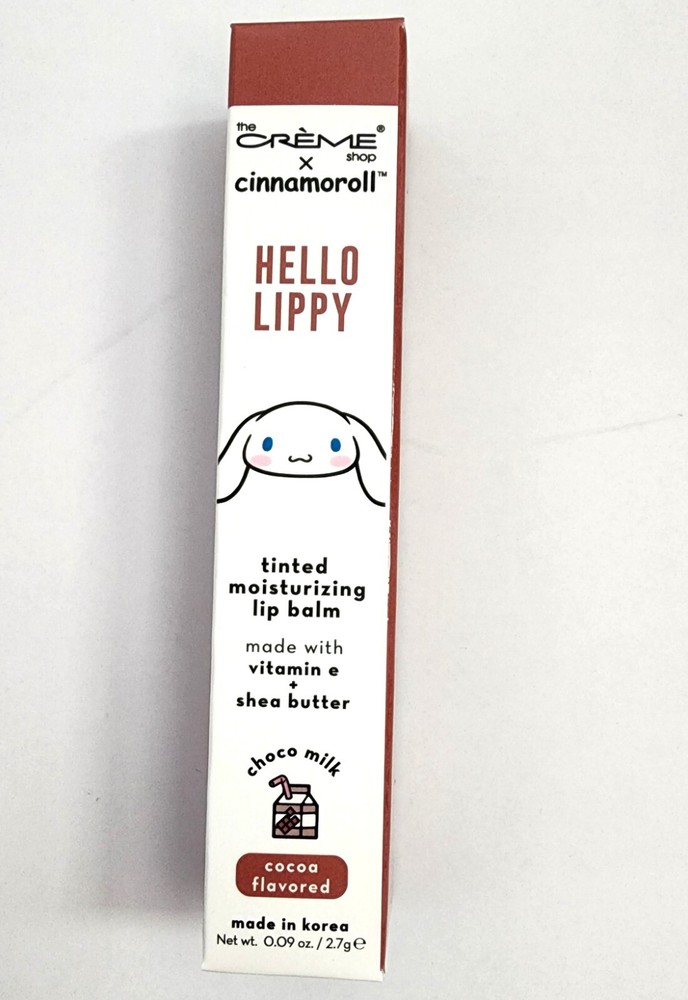 the
CRÈME®
shop
x
cinnamoroll™
HELLO
LIPPY
tinted
moisturizing
lip balm
made with
vitamin e
+
shea butter
choco milk
cocoa
flavored
made in korea
Net wt. 0.09 oz. / 2.7g ℮